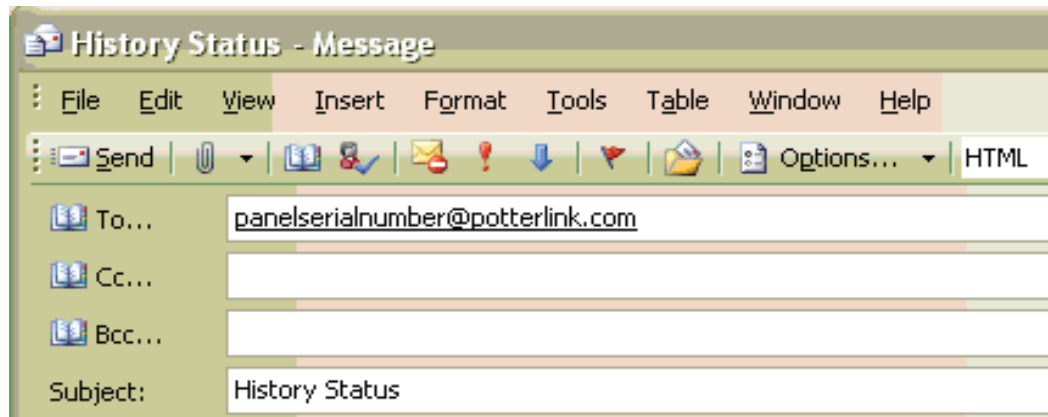 History Status - Message
File Edit View Insert Format Tools Table Window Help
Send Options... HTML
To... panelserialnumber@potterlink.com
Cc...
Bcc...
Subject: History Status